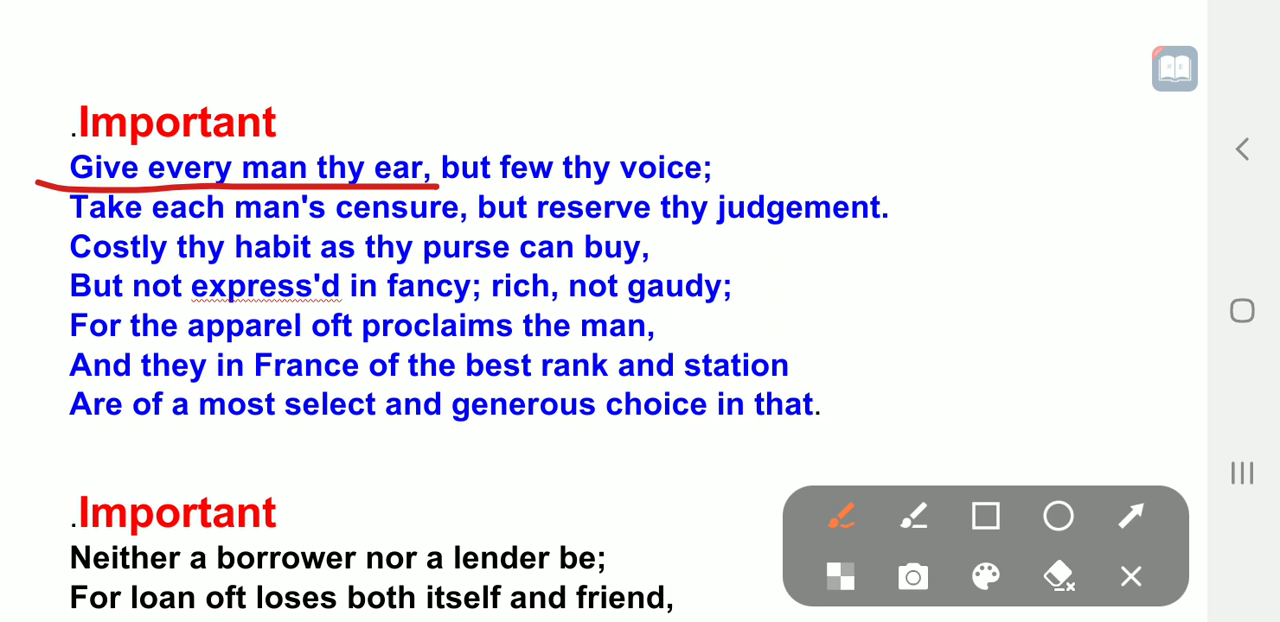 .Important
Give every man thy ear, but few thy voice;
Take each man's censure, but reserve thy judgement.
Costly thy habit as thy purse can buy,
But not express'd in fancy; rich, not gaudy;
For the apparel oft proclaims the man,
And they in France of the best rank and station
Are of a most select and generous choice in that.
.Important
Neither a borrower nor a lender be;
For loan oft loses both itself and friend,